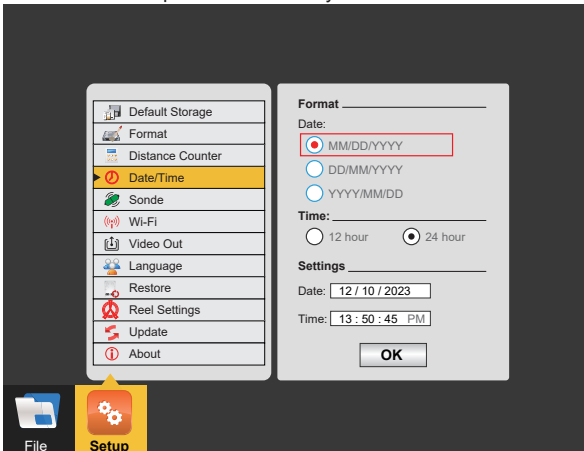 Default Storage
Format
Distance Counter
Date/Time
Sonde
Wi-Fi
Video Out
Language
Restore
Reel Settings
Update
About
Format
Date:
MM/DD/YYYY
DD/MM/YYYY
YYYY/MM/DD
Time:
12 hour 24 hour
Settings
Date: 12 / 10 / 2023
Time: 13 : 50 : 45 PM
OK
File
Setup